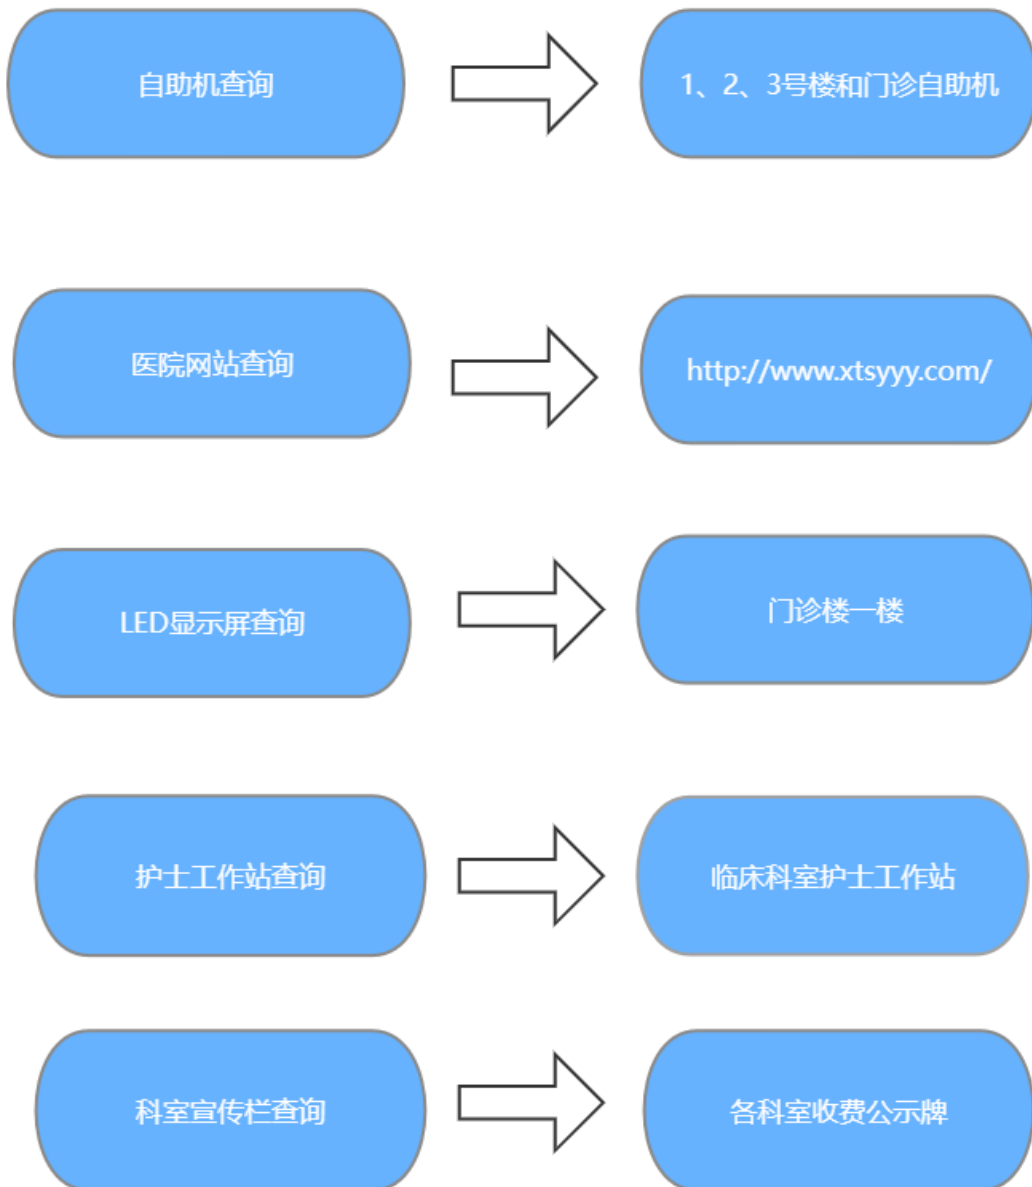 自助机查询
1、2、3号楼和门诊自助机
医院网站查询
http://www.xtsyyy.com/
LED显示屏查询
门诊楼一楼
护士工作站查询
临床科室护士工作站
科室宣传栏查询
各科室收费公示牌